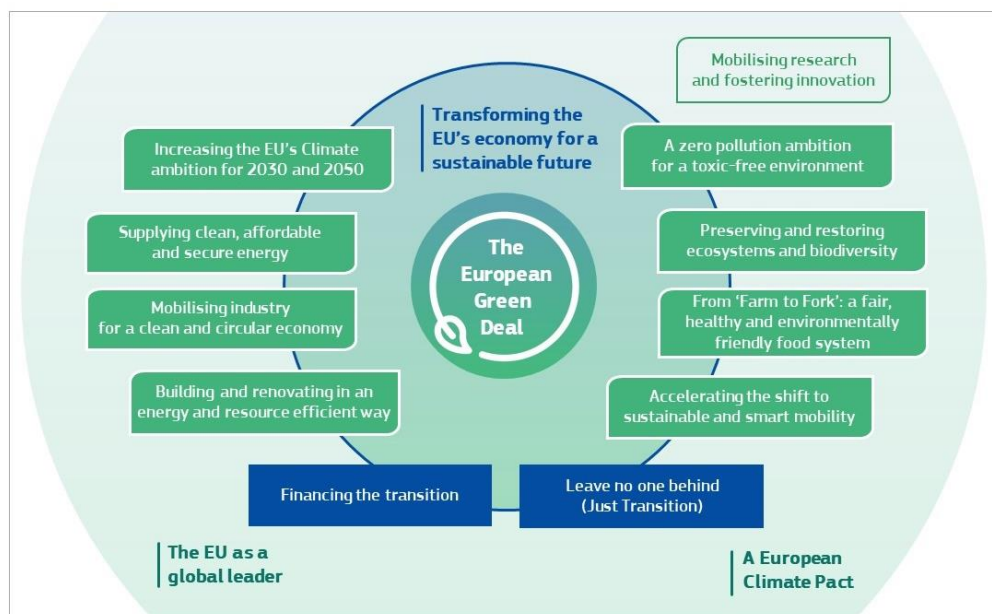 Mobilising research
and fostering innovation
Transforming the
EU's economy for a
sustainable future
Increasing the EU's Climate
ambition for 2030 and 2050
A zero pollution ambition
for a toxic-free environment
Supplying clean, affordable
and secure energy
Preserving and restoring
ecosystems and biodiversity
The
European
Green
Deal
Mobilising industry
for a clean and circular economy
From ‘Farm to Fork’: a fair,
healthy and environmentally
friendly food system
Building and renovating in an
energy and resource efficient way
Accelerating the shift to
sustainable and smart mobility
Financing the transition
Leave no one behind
(Just Transition)
The EU as a
global leader
A European
Climate Pact